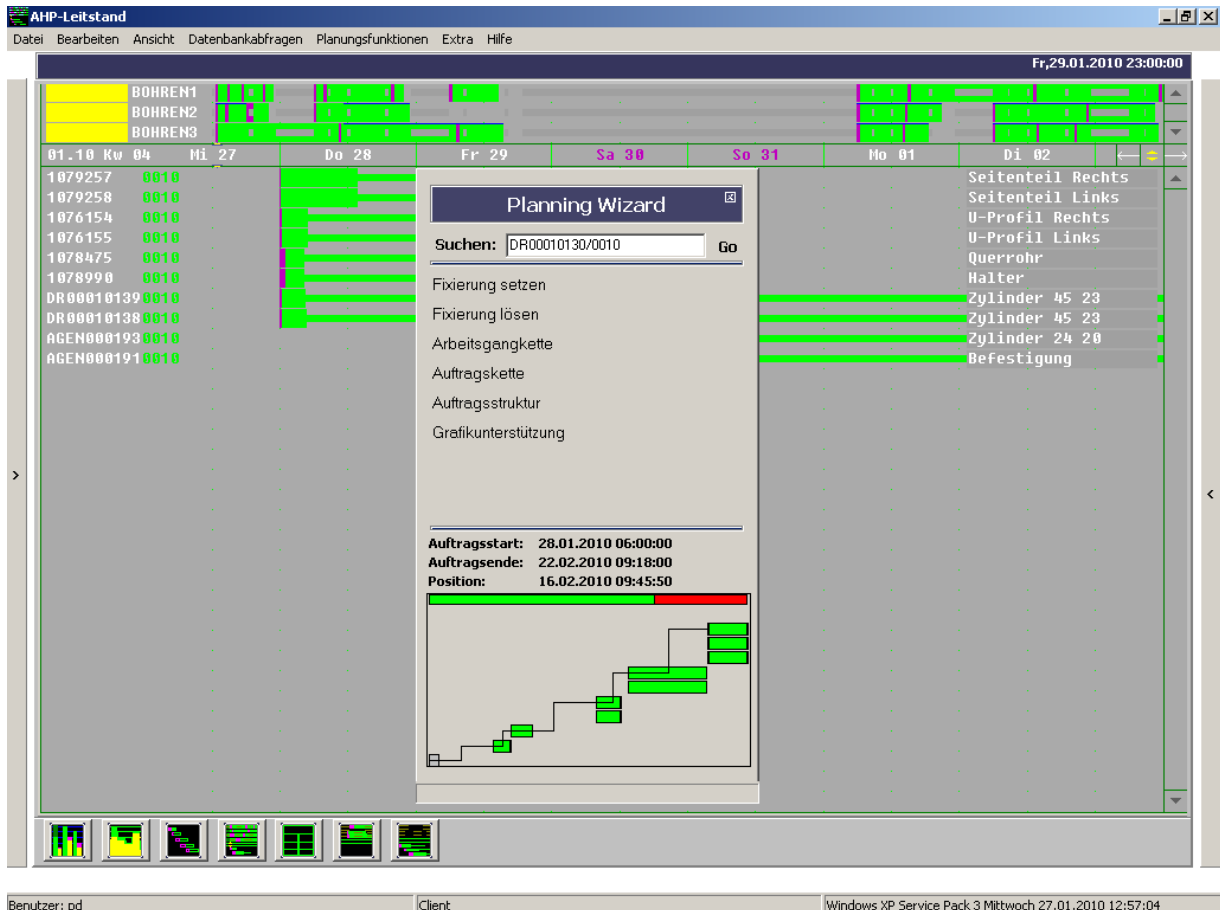 AHP-Leitstand
Datei Bearbeiten Ansicht Datenbankabfragen Planungsfunktionen Extra Hilfe
Fr,29.01.2010 23:00:00
BOHREN1
BOHREN2
BOHREN3
01.10 Kw 04 Mi 27 Do 28 Fr 29 Sa 30 So 31 Mo 01 Di 02
1079257 0010 Seitenteil Rechts
1079258 0010 Seitenteil Links
1076154 0010 U-Profil Rechts
1076155 0010 U-Profil Links
1078475 0010 Querrohr
1078990 0010 Halter
DR00010139 0010 Zylinder 45 23
DR00010138 0010 Zylinder 45 23
AGEN000193 0010 Zylinder 24 20
AGEN000191 0010 Befestigung
Planning Wizard
Suchen: DR00010130/0010 Go
Fixierung setzen
Fixierung lösen
Arbeitsgangkette
Auftragskette
Auftragsstruktur
Grafikunterstützung
Auftragsstart: 28.01.2010 06:00:00
Auftragsende: 22.02.2010 09:18:00
Position: 16.02.2010 09:45:50
Benutzer: pd Client Windows XP Service Pack 3 Mittwoch 27.01.2010 12:57:04